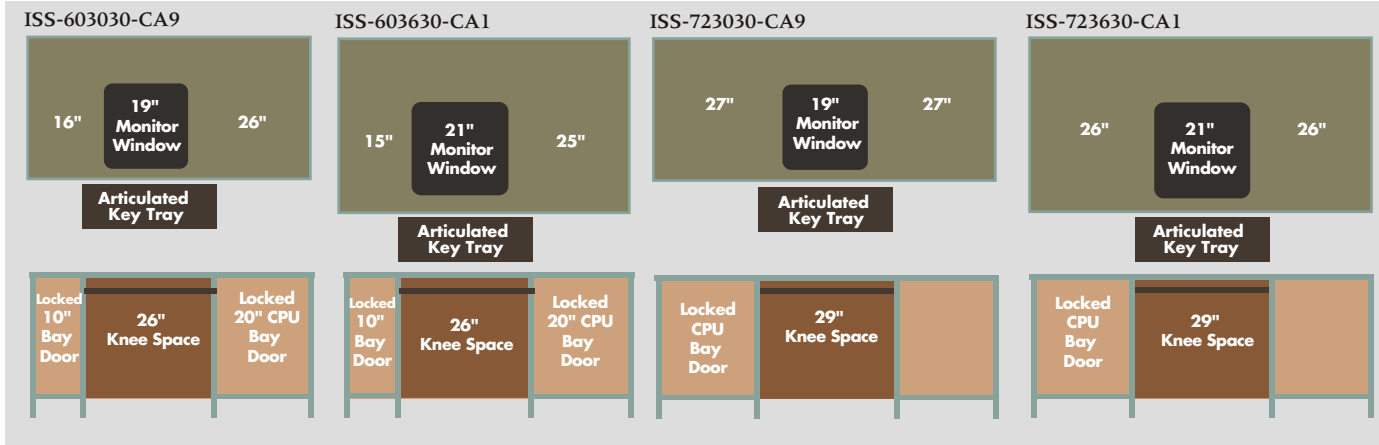 ISS-603030-CA9
16"
19"
Monitor
Window
26"
Articulated
Key Tray
Locked
10"
Bay
Door
26"
Knee Space
Locked
20" CPU
Bay
Door
ISS-603630-CA1
15"
21"
Monitor
Window
25"
Articulated
Key Tray
Locked
10"
Bay
Door
26"
Knee Space
Locked
20" CPU
Bay
Door
ISS-723030-CA9
27"
19"
Monitor
Window
27"
Articulated
Key Tray
Locked
CPU
Bay
Door
29"
Knee Space
ISS-723630-CA1
26"
21"
Monitor
Window
26"
Articulated
Key Tray
Locked
CPU
Bay
Door
29"
Knee Space